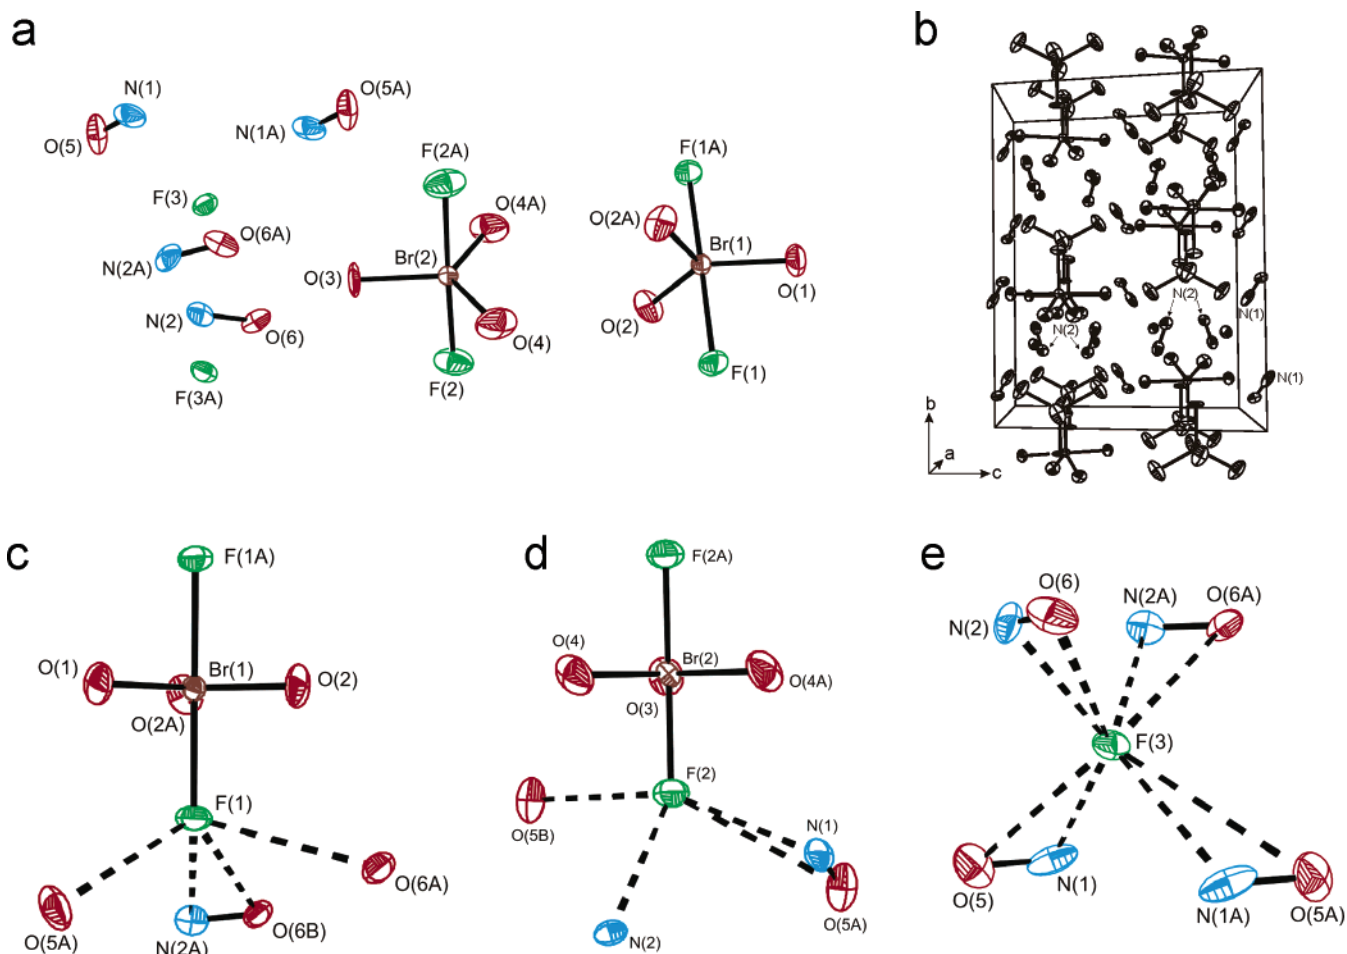 a
N(1)
O(5)
O(5A)
N(1A)
F(3)
O(6A)
N(2A)
N(2)
O(6)
F(3A)
F(2A)
O(4A)
Br(2)
O(3)
O(4)
F(2)
F(1A)
O(2A)
Br(1)
O(1)
O(2)
F(1)
b
N(2)
N(1)
N(2)
N(1)
b
a
c
c
F(1A)
O(1)
Br(1)
O(2)
O(2A)
F(1)
O(5A)
N(2A)
O(6B)
O(6A)
d
F(2A)
O(4)
Br(2)
O(4A)
O(3)
F(2)
O(5B)
N(1)
O(5A)
N(2)
e
O(6)
N(2)
N(2A)
O(6A)
F(3)
O(5)
N(1)
N(1A)
O(5A)